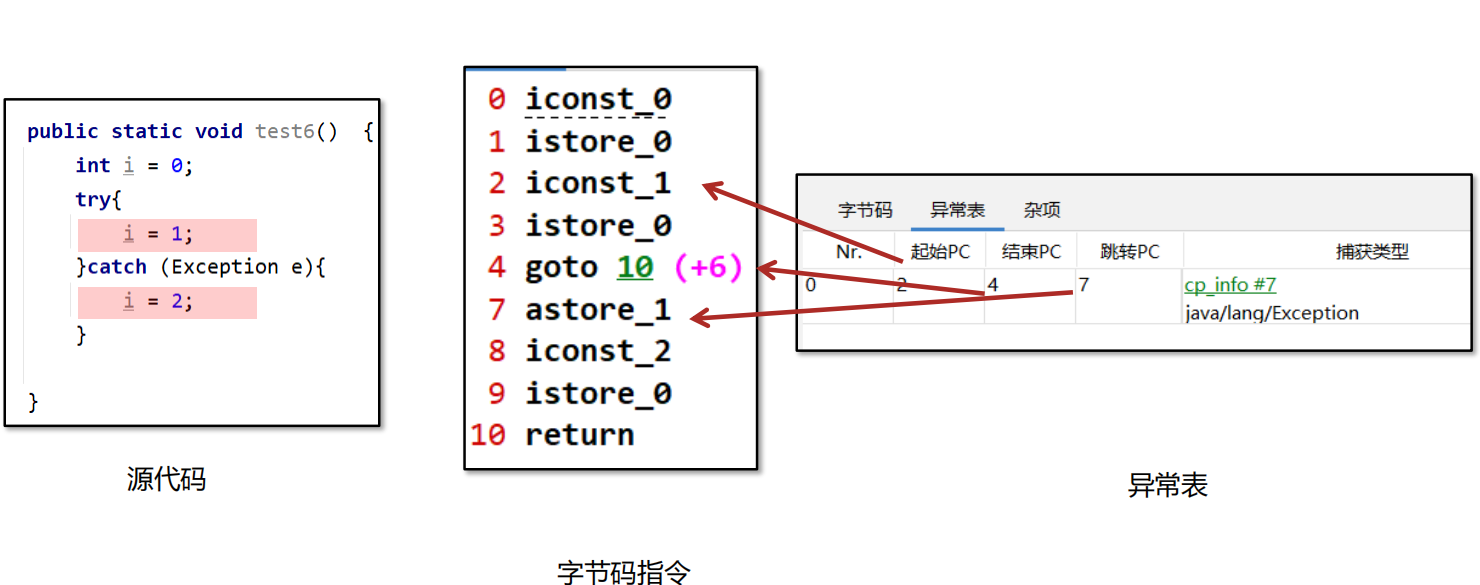 public static void test6() {
int i = 0;
try{
i = 1;
}catch (Exception e){
i = 2;
}
}
源代码
0 iconst_0
1 istore_0
2 iconst_1
3 istore_0
4 goto 10 (+6)
7 astore_1
8 iconst_2
9 istore_0
10 return
字节码指令
字节码 异常表 杂项
Nr. 起始PC 结束PC 跳转PC 捕获类型
0 2 4 7 cp_info #7
java/lang/Exception
异常表